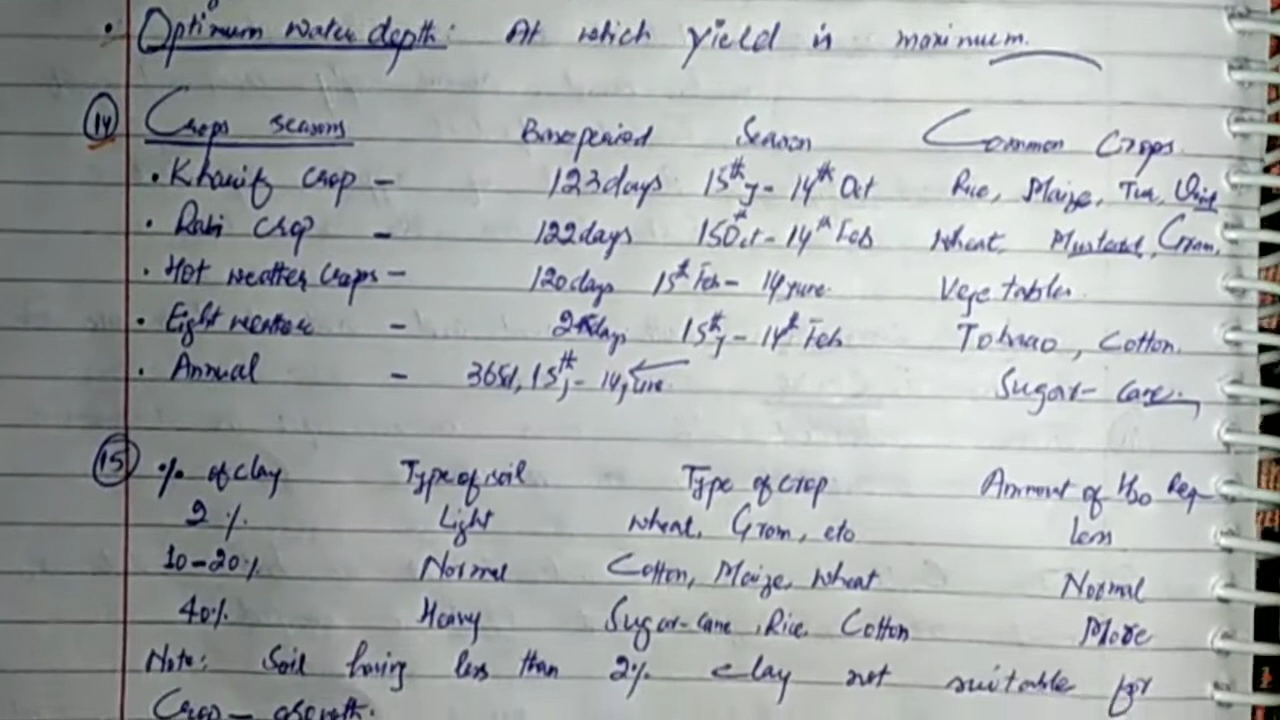 • Optimum water depth: At which yield is maximum.
14 Crops seasons Base period Season Common Crops.
• Kharif crop - 123 days 15th J - 14th Oct Rice, Maize, Tea,
• Rabi crop - 122 days 15 Oct - 14th Feb Wheat, Mustard, Gram,
• Hot weather Crops - 120 days 15th Feb - 14 June. Vegetables.
• Eight - days 15th J - 14th Feb Tobacco, Cotton.
• Annual - 365d, 15th J - 14 June Sugar-cane.
15 % of clay Type of soil Type of crop Amount of H2O Req
2 %. Light Wheat, Gram, etc Less
10-20% Normal Cotton, Maize, Wheat Normal
40%. Heavy Sugar-cane, Rice, Cotton More
Note: Soil having less than 2% clay not suitable for
Crop - growth.